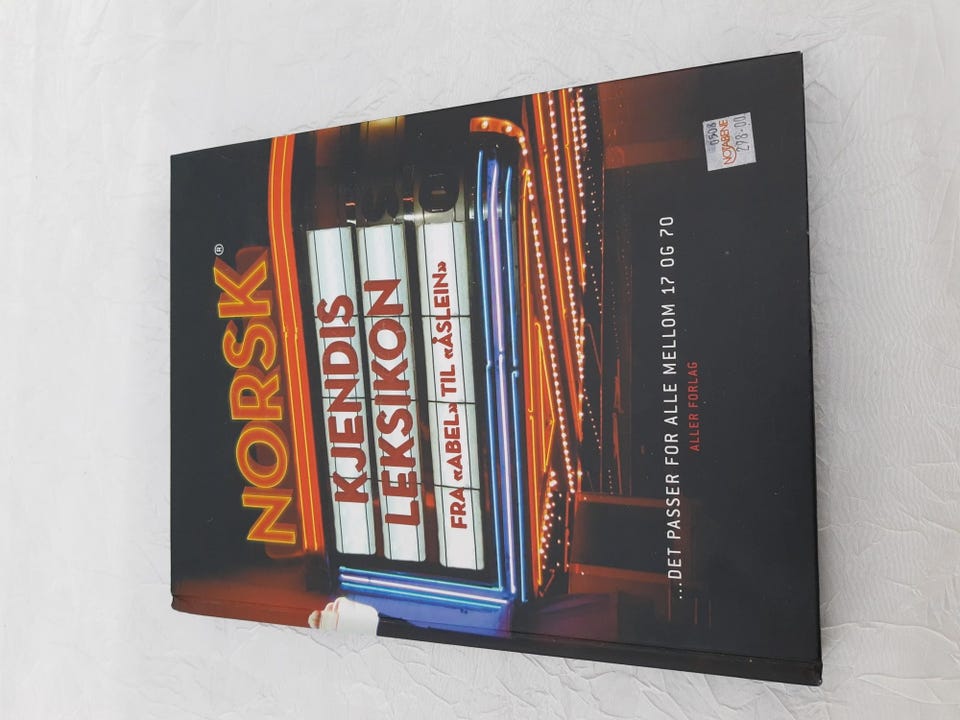 NORSK®
KJENDIS
LEKSIKON
FRA «ABEL» TIL «ÅSLEIN»
...DET PASSER FOR ALLE MELLOM 17 OG 70
ALLER FORLAG
0508
NOTABENE
298-00